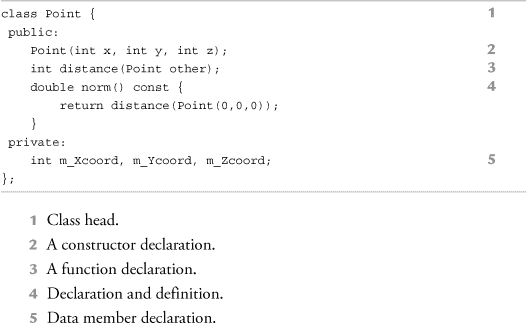 class Point { 1
public:
Point(int x, int y, int z); 2
int distance(Point other); 3
double norm() const { 4
return distance(Point(0,0,0));
}
private:
int m_Xcoord, m_Ycoord, m_Zcoord; 5
};
1 Class head.
2 A constructor declaration.
3 A function declaration.
4 Declaration and definition.
5 Data member declaration.